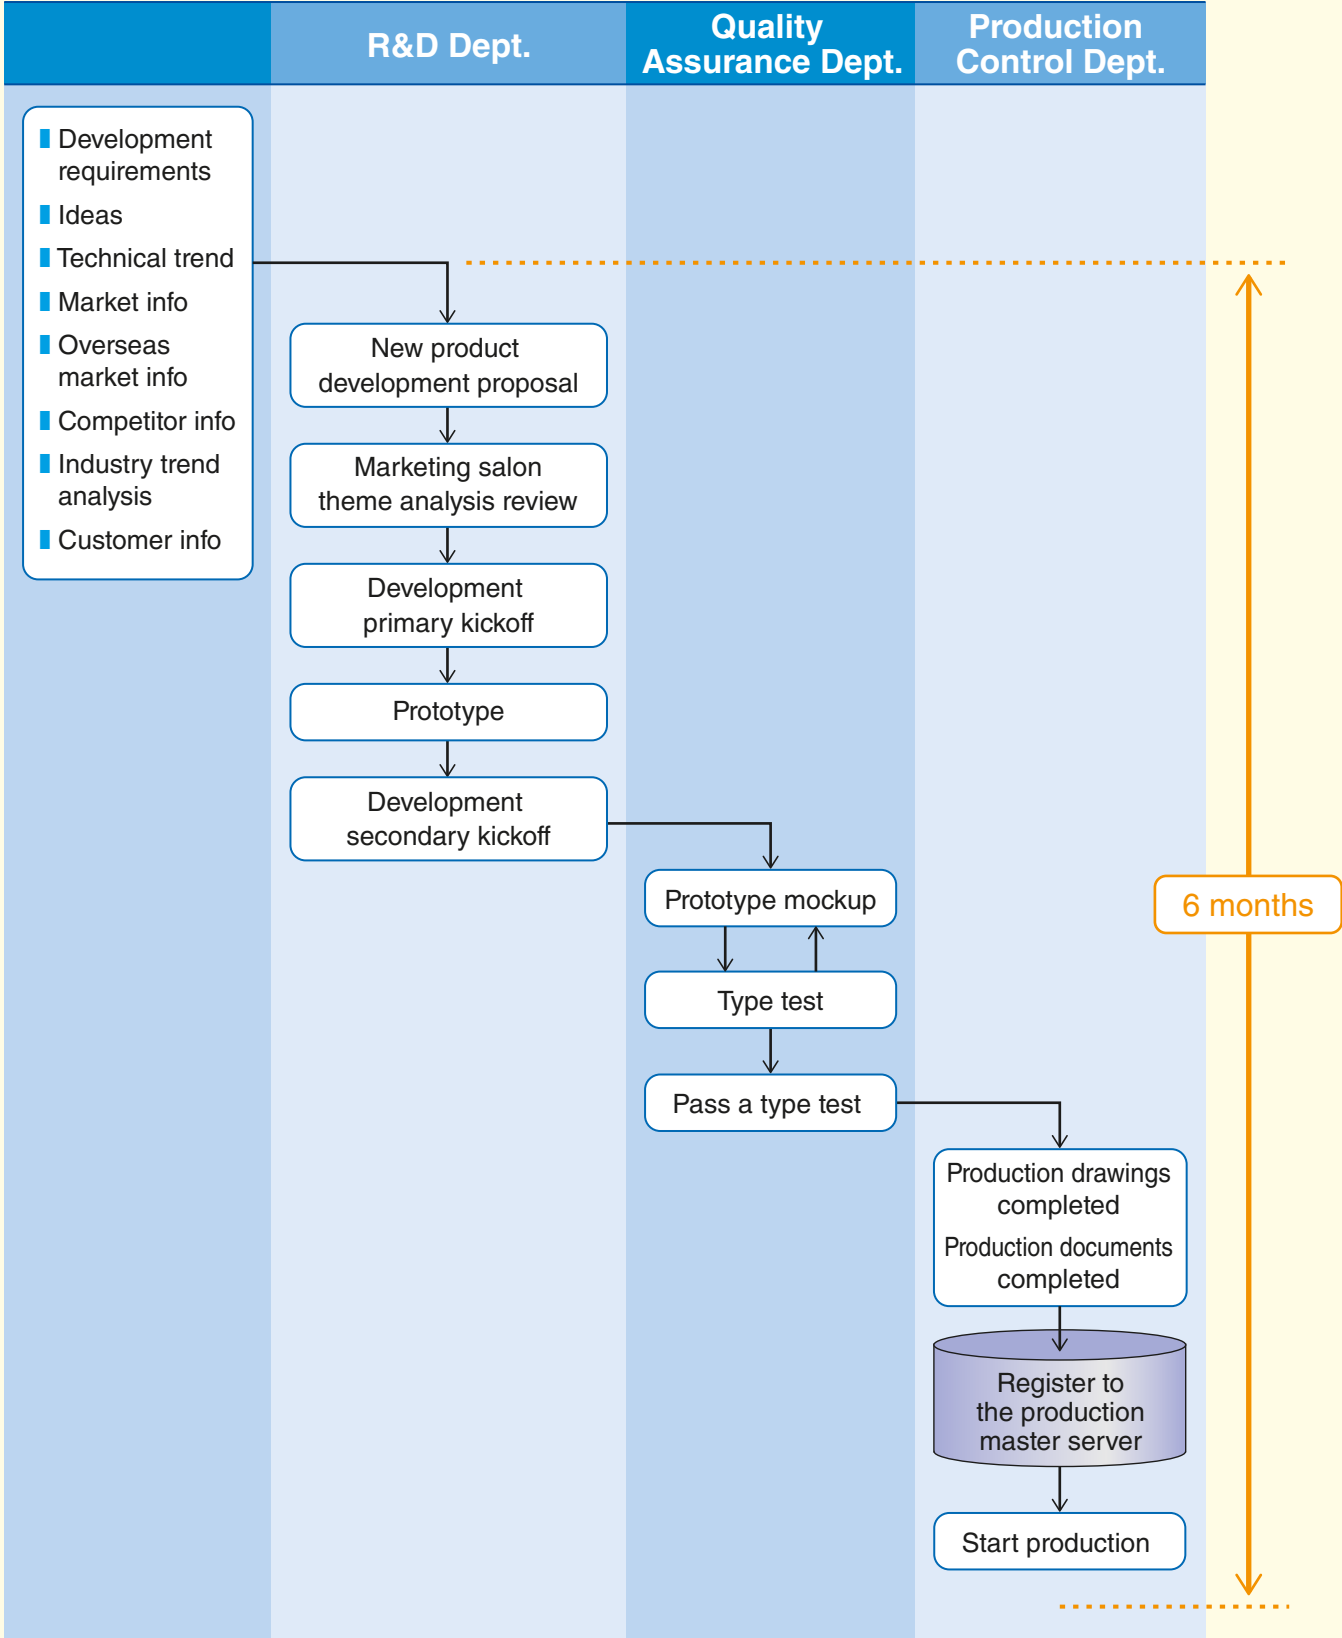 R&D Dept.
Quality
Assurance Dept.
Production
Control Dept.
Development
requirements
Ideas
Technical trend
Market info
Overseas
market info
Competitor info
Industry trend
analysis
Customer info
New product
development proposal
Marketing salon
theme analysis review
Development
primary kickoff
Prototype
Development
secondary kickoff
Prototype mockup
Type test
Pass a type test
Production drawings
completed
Production documents
completed
Register to
the production
master server
Start production
6 months